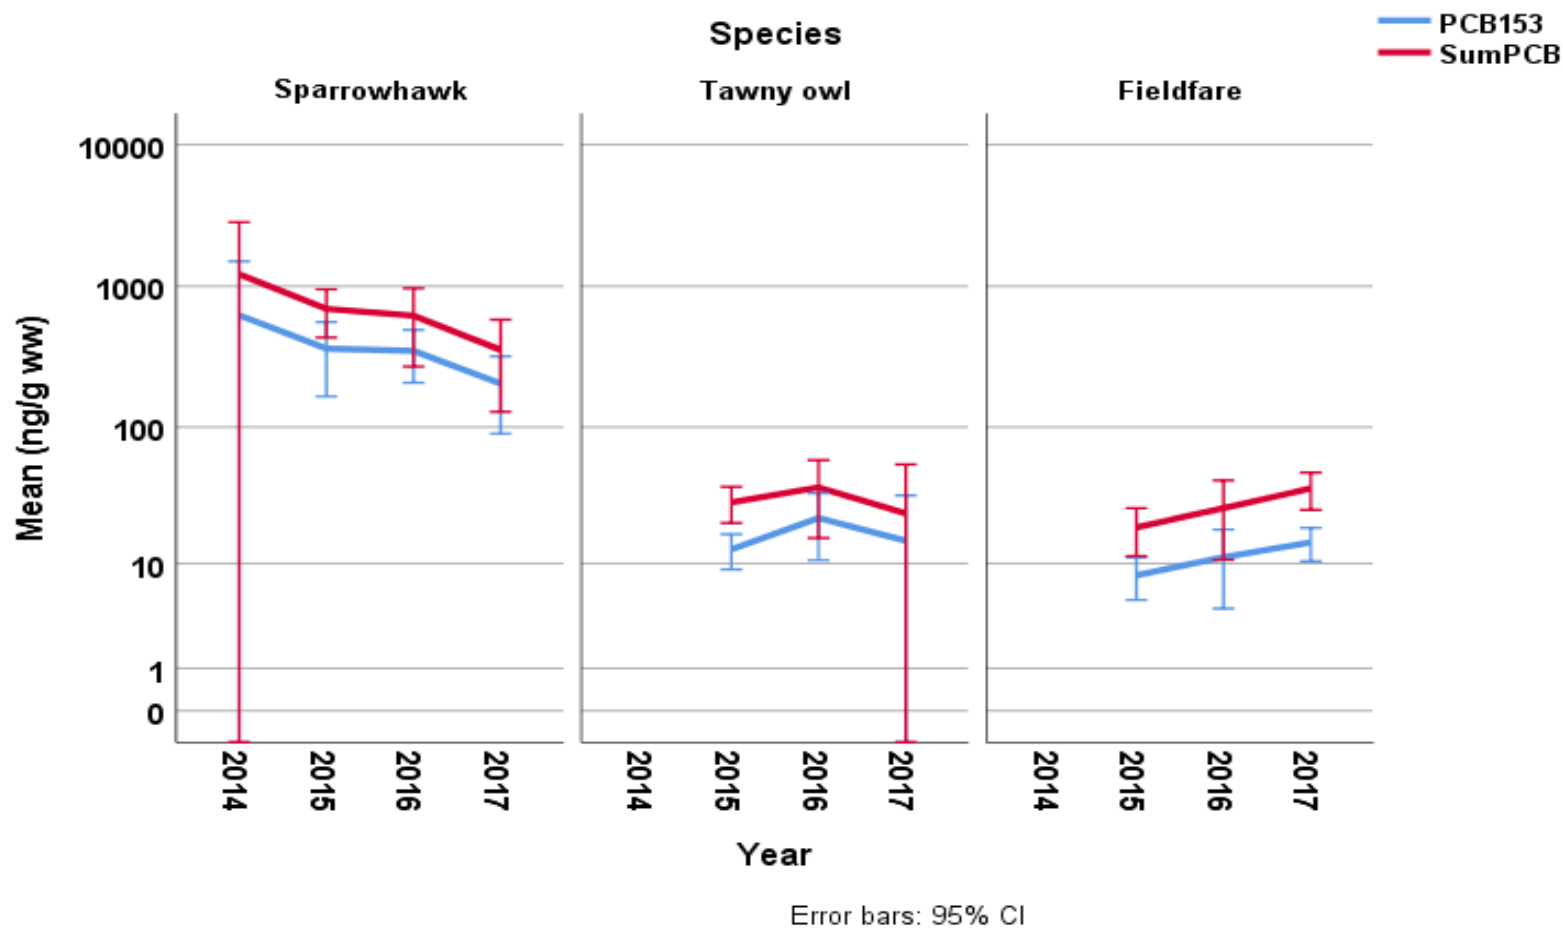 Species
PCB153
SumPCB
Sparrowhawk
Tawny owl
Fieldfare
10000
1000
100
10
1
0
Mean (ng/g ww)
2014 2015 2016 2017 2014 2015 2016 2017 2014 2015 2016 2017
Year
Error bars: 95% CI